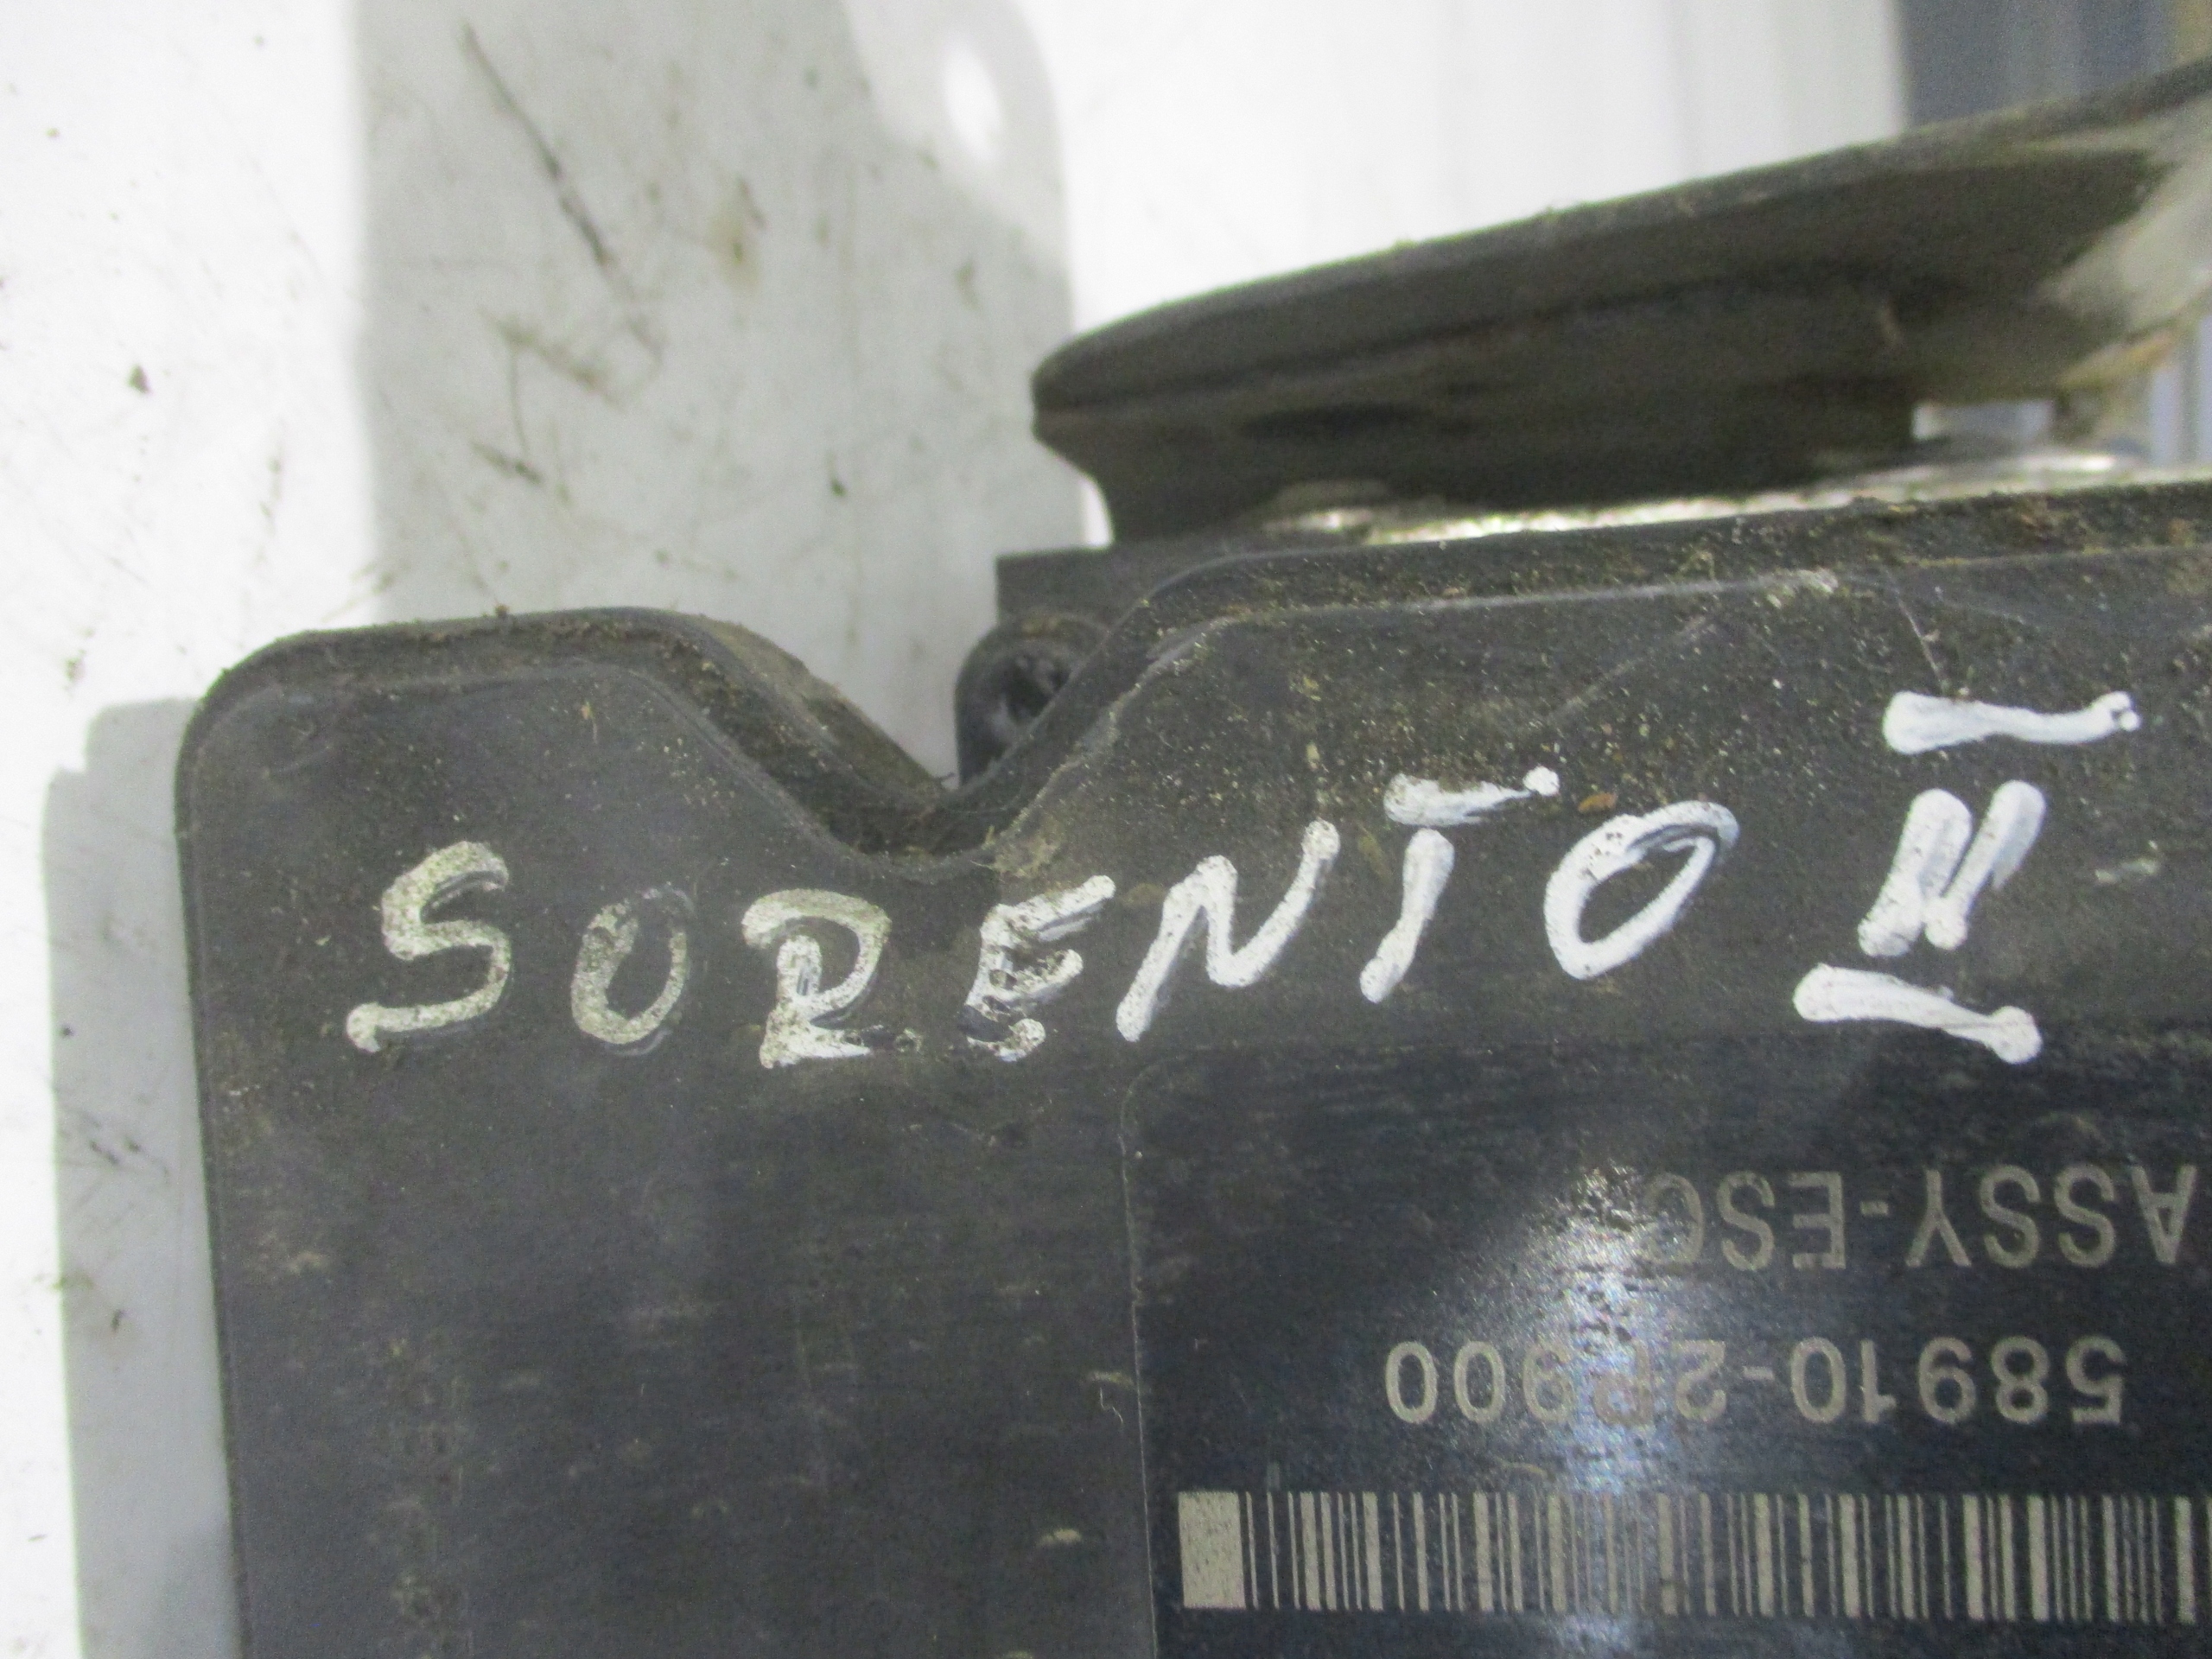 SORENTO II
ASSY-ESC
58910-2P900